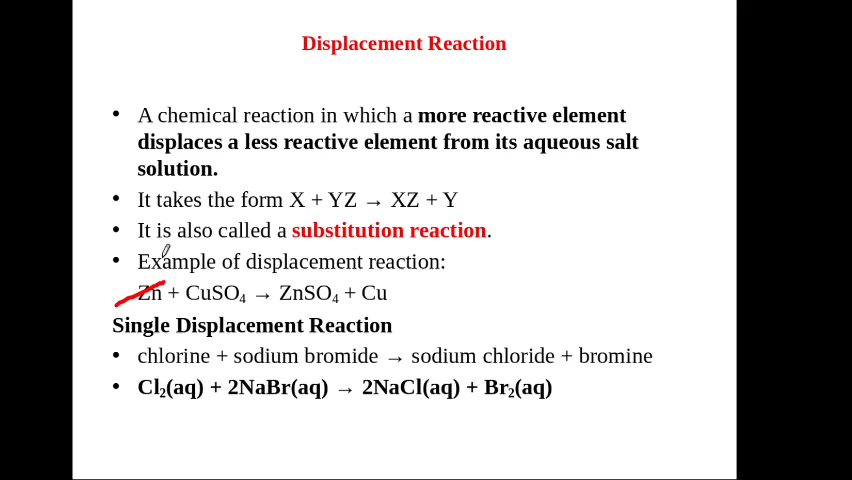 Displacement Reaction
• A chemical reaction in which a more reactive element
displaces a less reactive element from its aqueous salt
solution.
• It takes the form X + YZ → XZ + Y
• It is also called a substitution reaction.
• Example of displacement reaction:
Zn + CuSO₄ → ZnSO₄ + Cu
Single Displacement Reaction
• chlorine + sodium bromide → sodium chloride + bromine
• Cl₂(aq) + 2NaBr(aq) → 2NaCl(aq) + Br₂(aq)